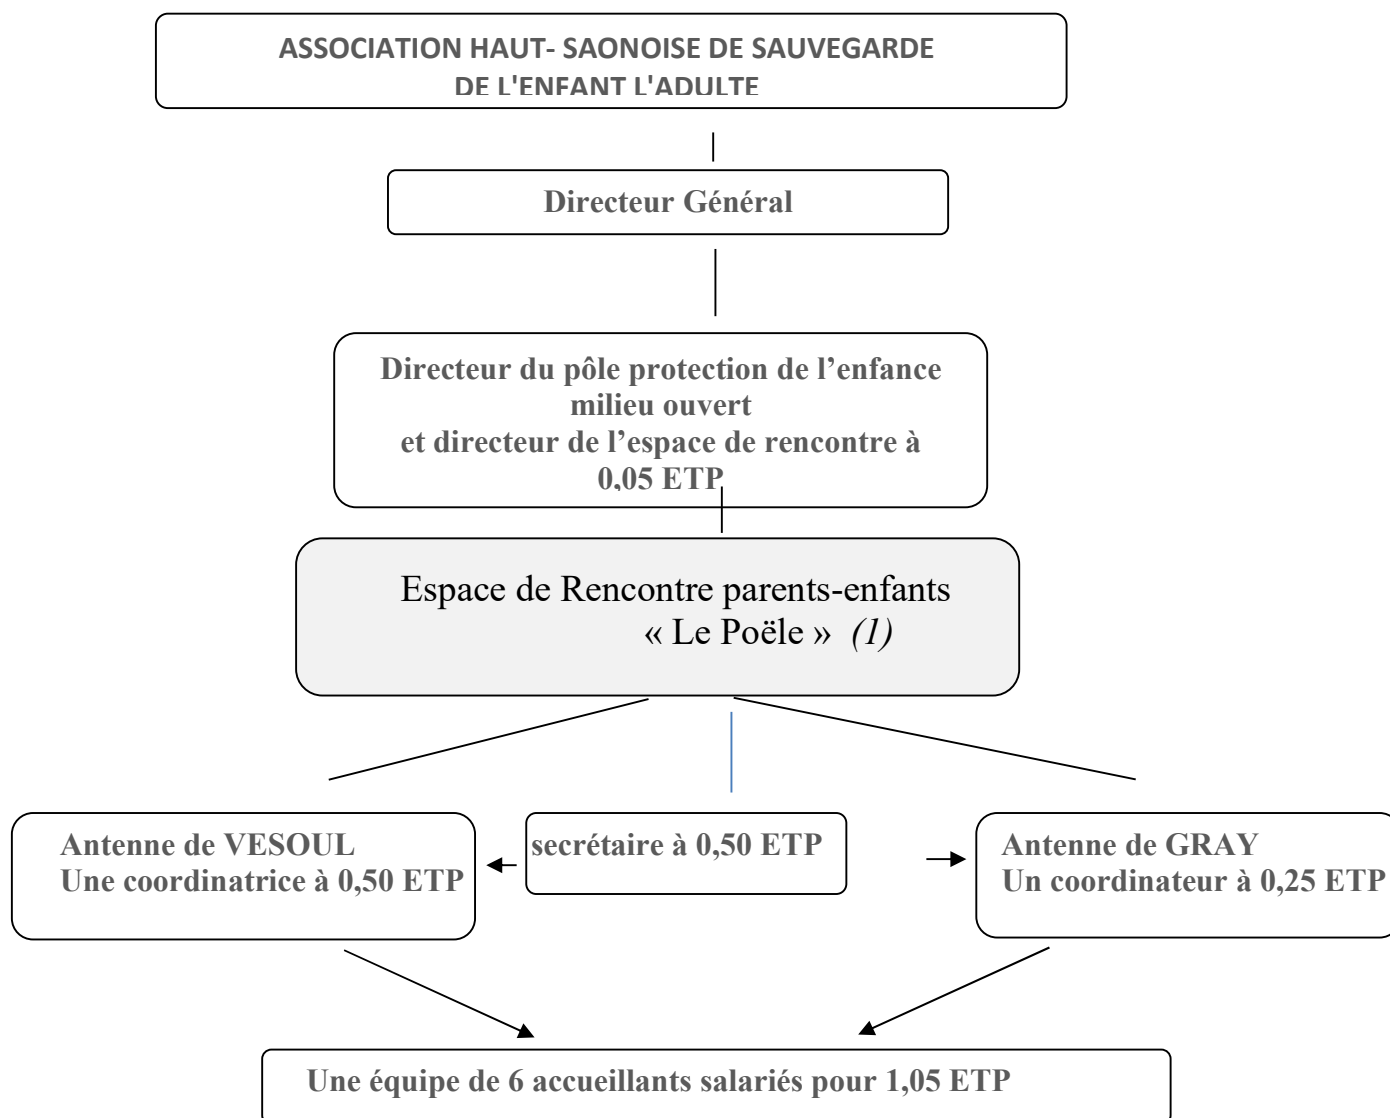 ASSOCIATION HAUT- SAONOISE DE SAUVEGARDE
DE L'ENFANT L'ADULTE
Directeur Général
Directeur du pôle protection de l’enfance
milieu ouvert
et directeur de l’espace de rencontre à
0,05 ETP
Espace de Rencontre parents-enfants
« Le Poële » (1)
Antenne de VESOUL
Une coordinatrice à 0,50 ETP
secrétaire à 0,50 ETP
Antenne de GRAY
Un coordinateur à 0,25 ETP
Une équipe de 6 accueillants salariés pour 1,05 ETP